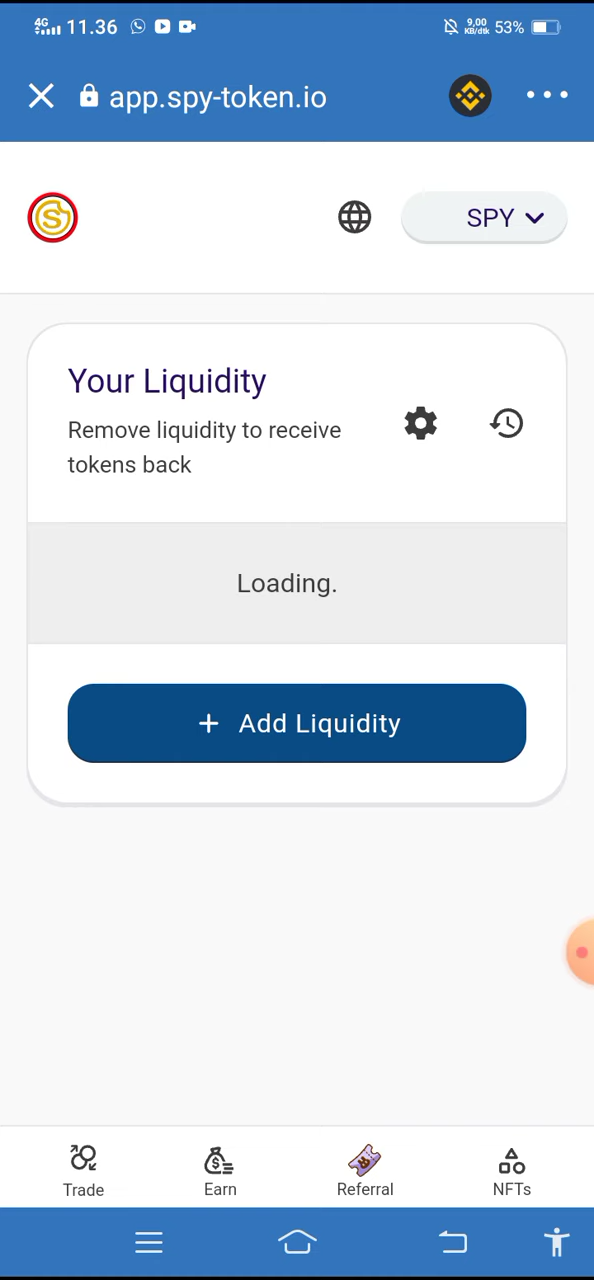 4G 11.36 9,00 KB/dtk 53%
app.spy-token.io
SPY
Your Liquidity
Remove liquidity to receive
tokens back
Loading.
+ Add Liquidity
Trade Earn Referral NFTs